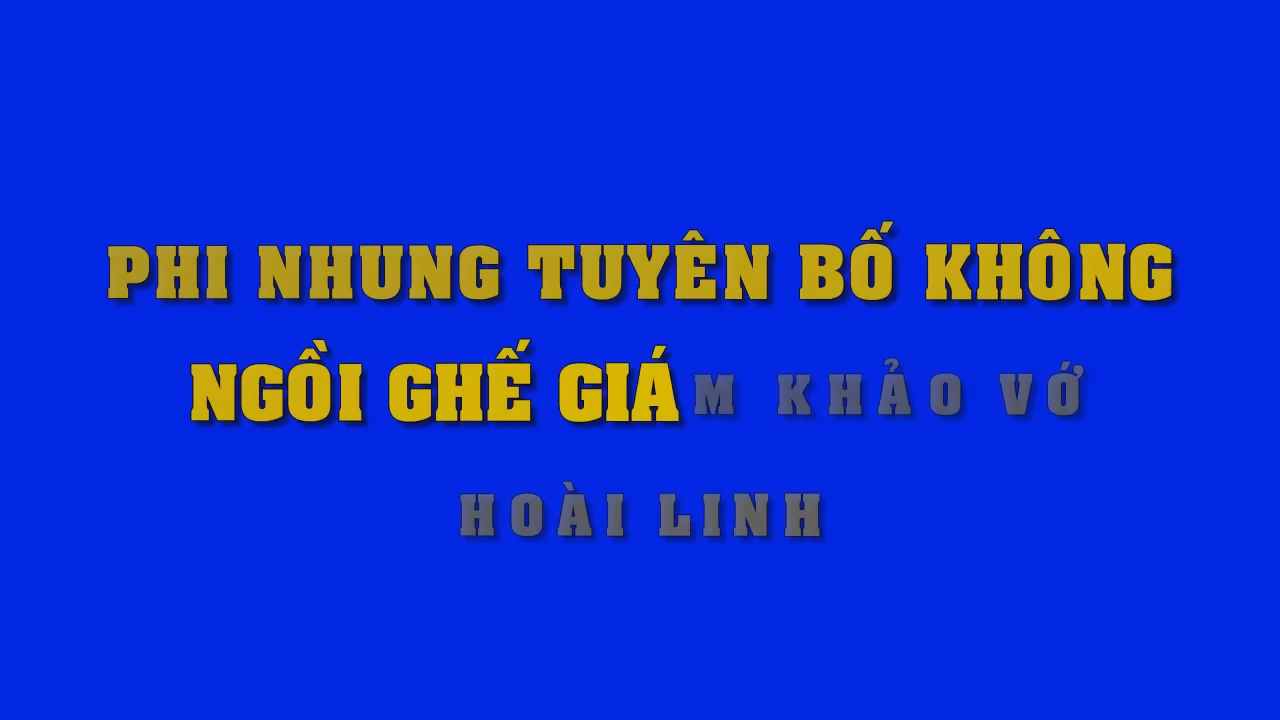 PHI NHUNG TUYÊN BỐ KHÔNG
NGỒI GHẾ GIÁM KHẢO VỚ
HOÀI LINH